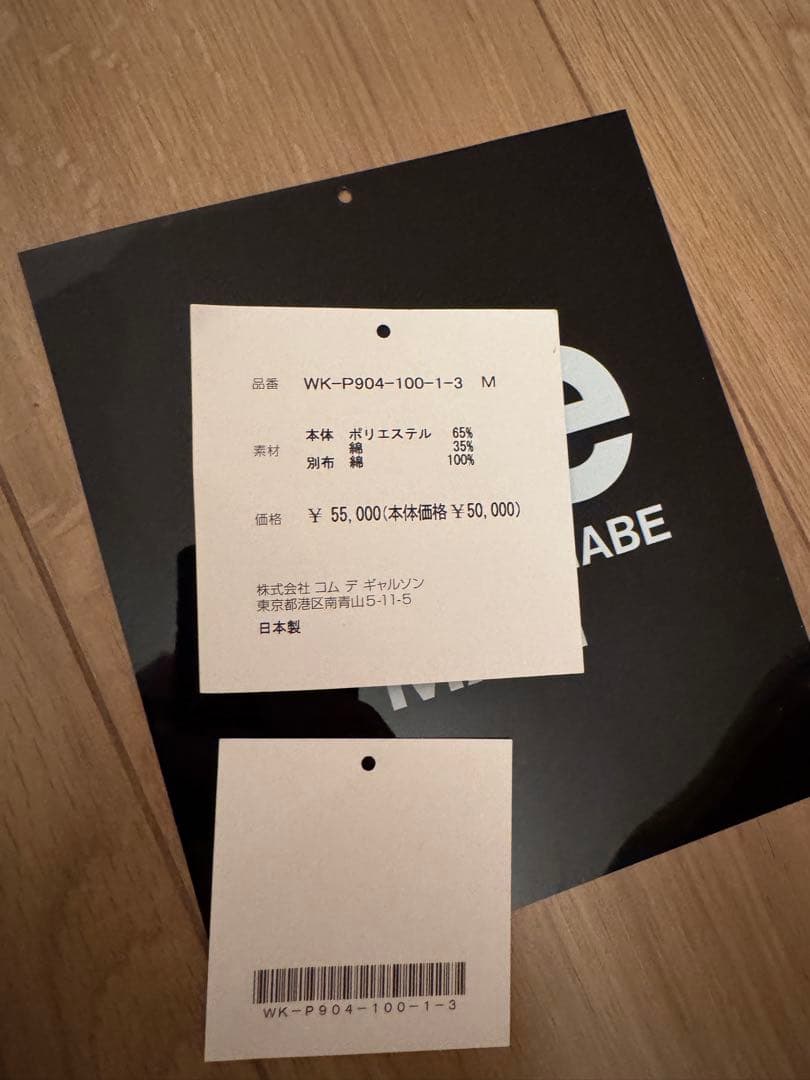 品番 WK-P904-100-1-3 M
素材 本体 ポリエステル 65%
綿 35%
別布 綿 100%
価格 ¥ 55,000(本体価格¥50,000)
株式会社 コム デ ギャルソン
東京都港区南青山5-11-5
日本製
e
ABE
WK-P904-100-1-3